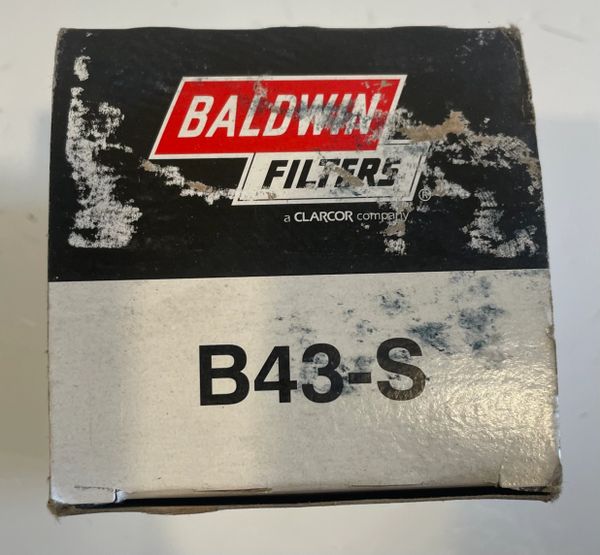 BALDWIN
FILTERS
®
a CLARCOR company
B43-S